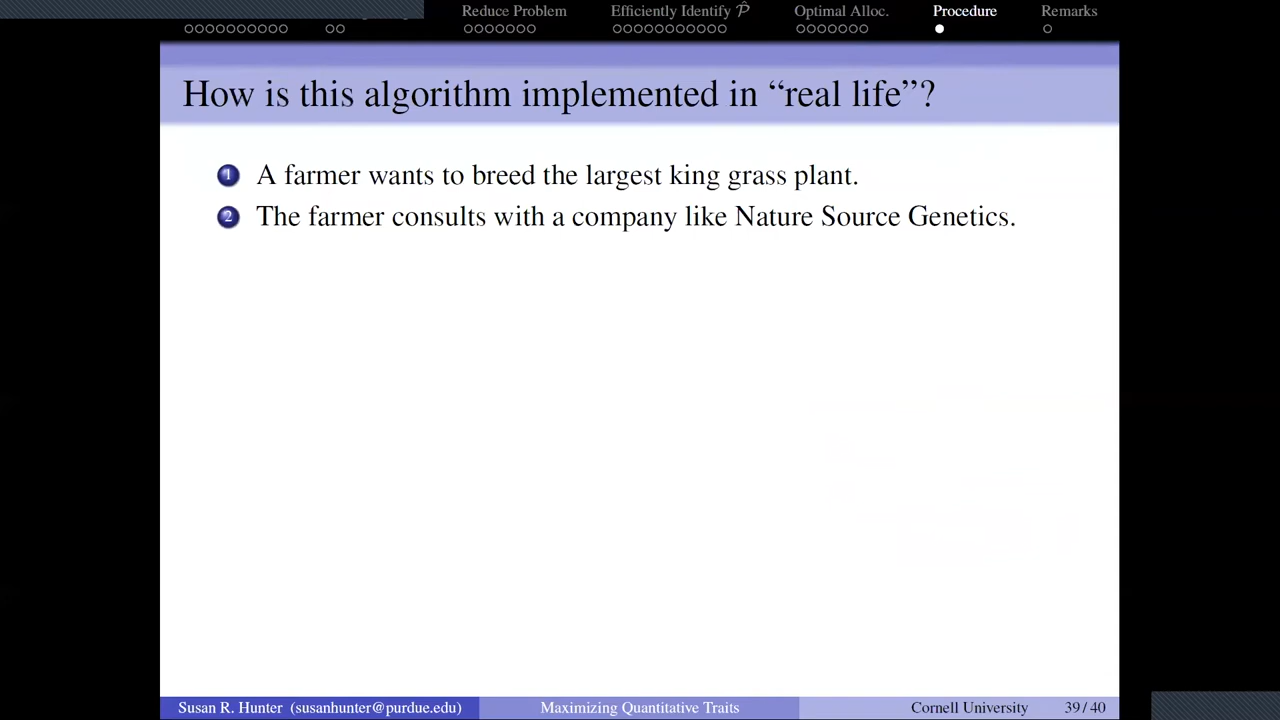 Reduce Problem Efficiently Identify P̂ Optimal Alloc. Procedure Remarks
How is this algorithm implemented in “real life”?
1 A farmer wants to breed the largest king grass plant.
2 The farmer consults with a company like Nature Source Genetics.
Susan R. Hunter (susanhunter@purdue.edu) Maximizing Quantitative Traits Cornell University 39 / 40